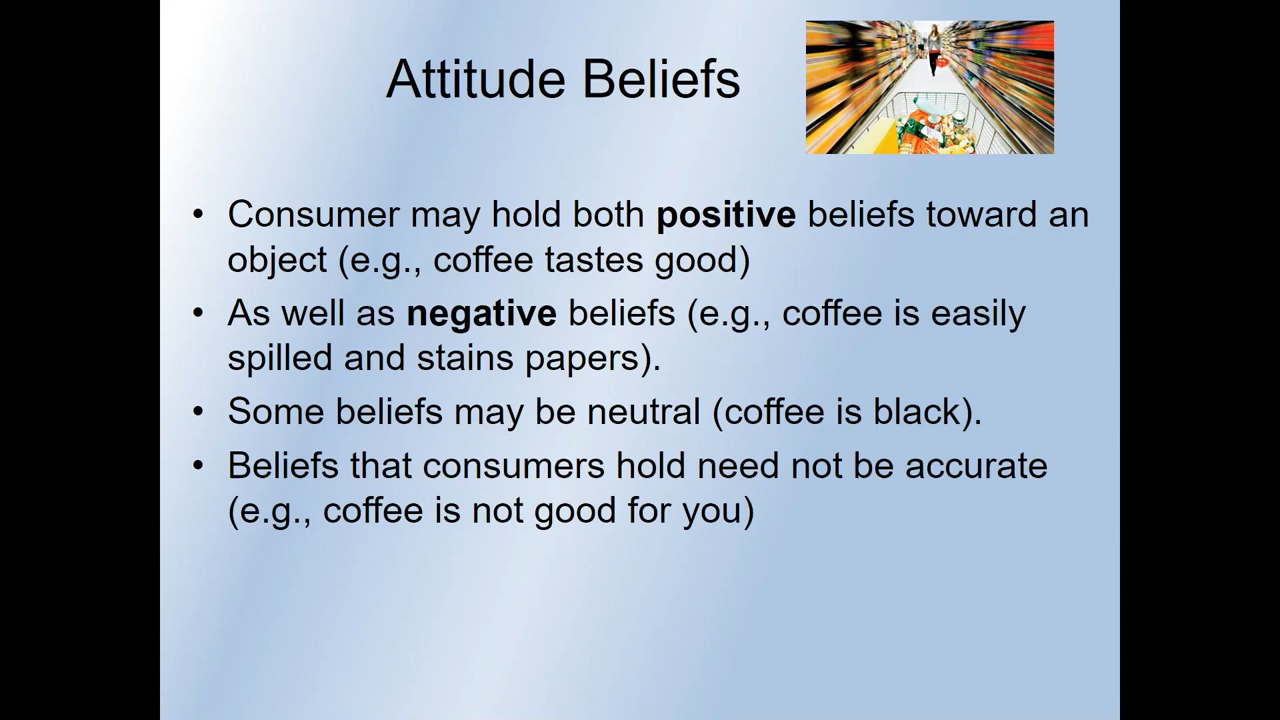 Attitude Beliefs
• Consumer may hold both positive beliefs toward an
object (e.g., coffee tastes good)
• As well as negative beliefs (e.g., coffee is easily
spilled and stains papers).
• Some beliefs may be neutral (coffee is black).
• Beliefs that consumers hold need not be accurate
(e.g., coffee is not good for you)